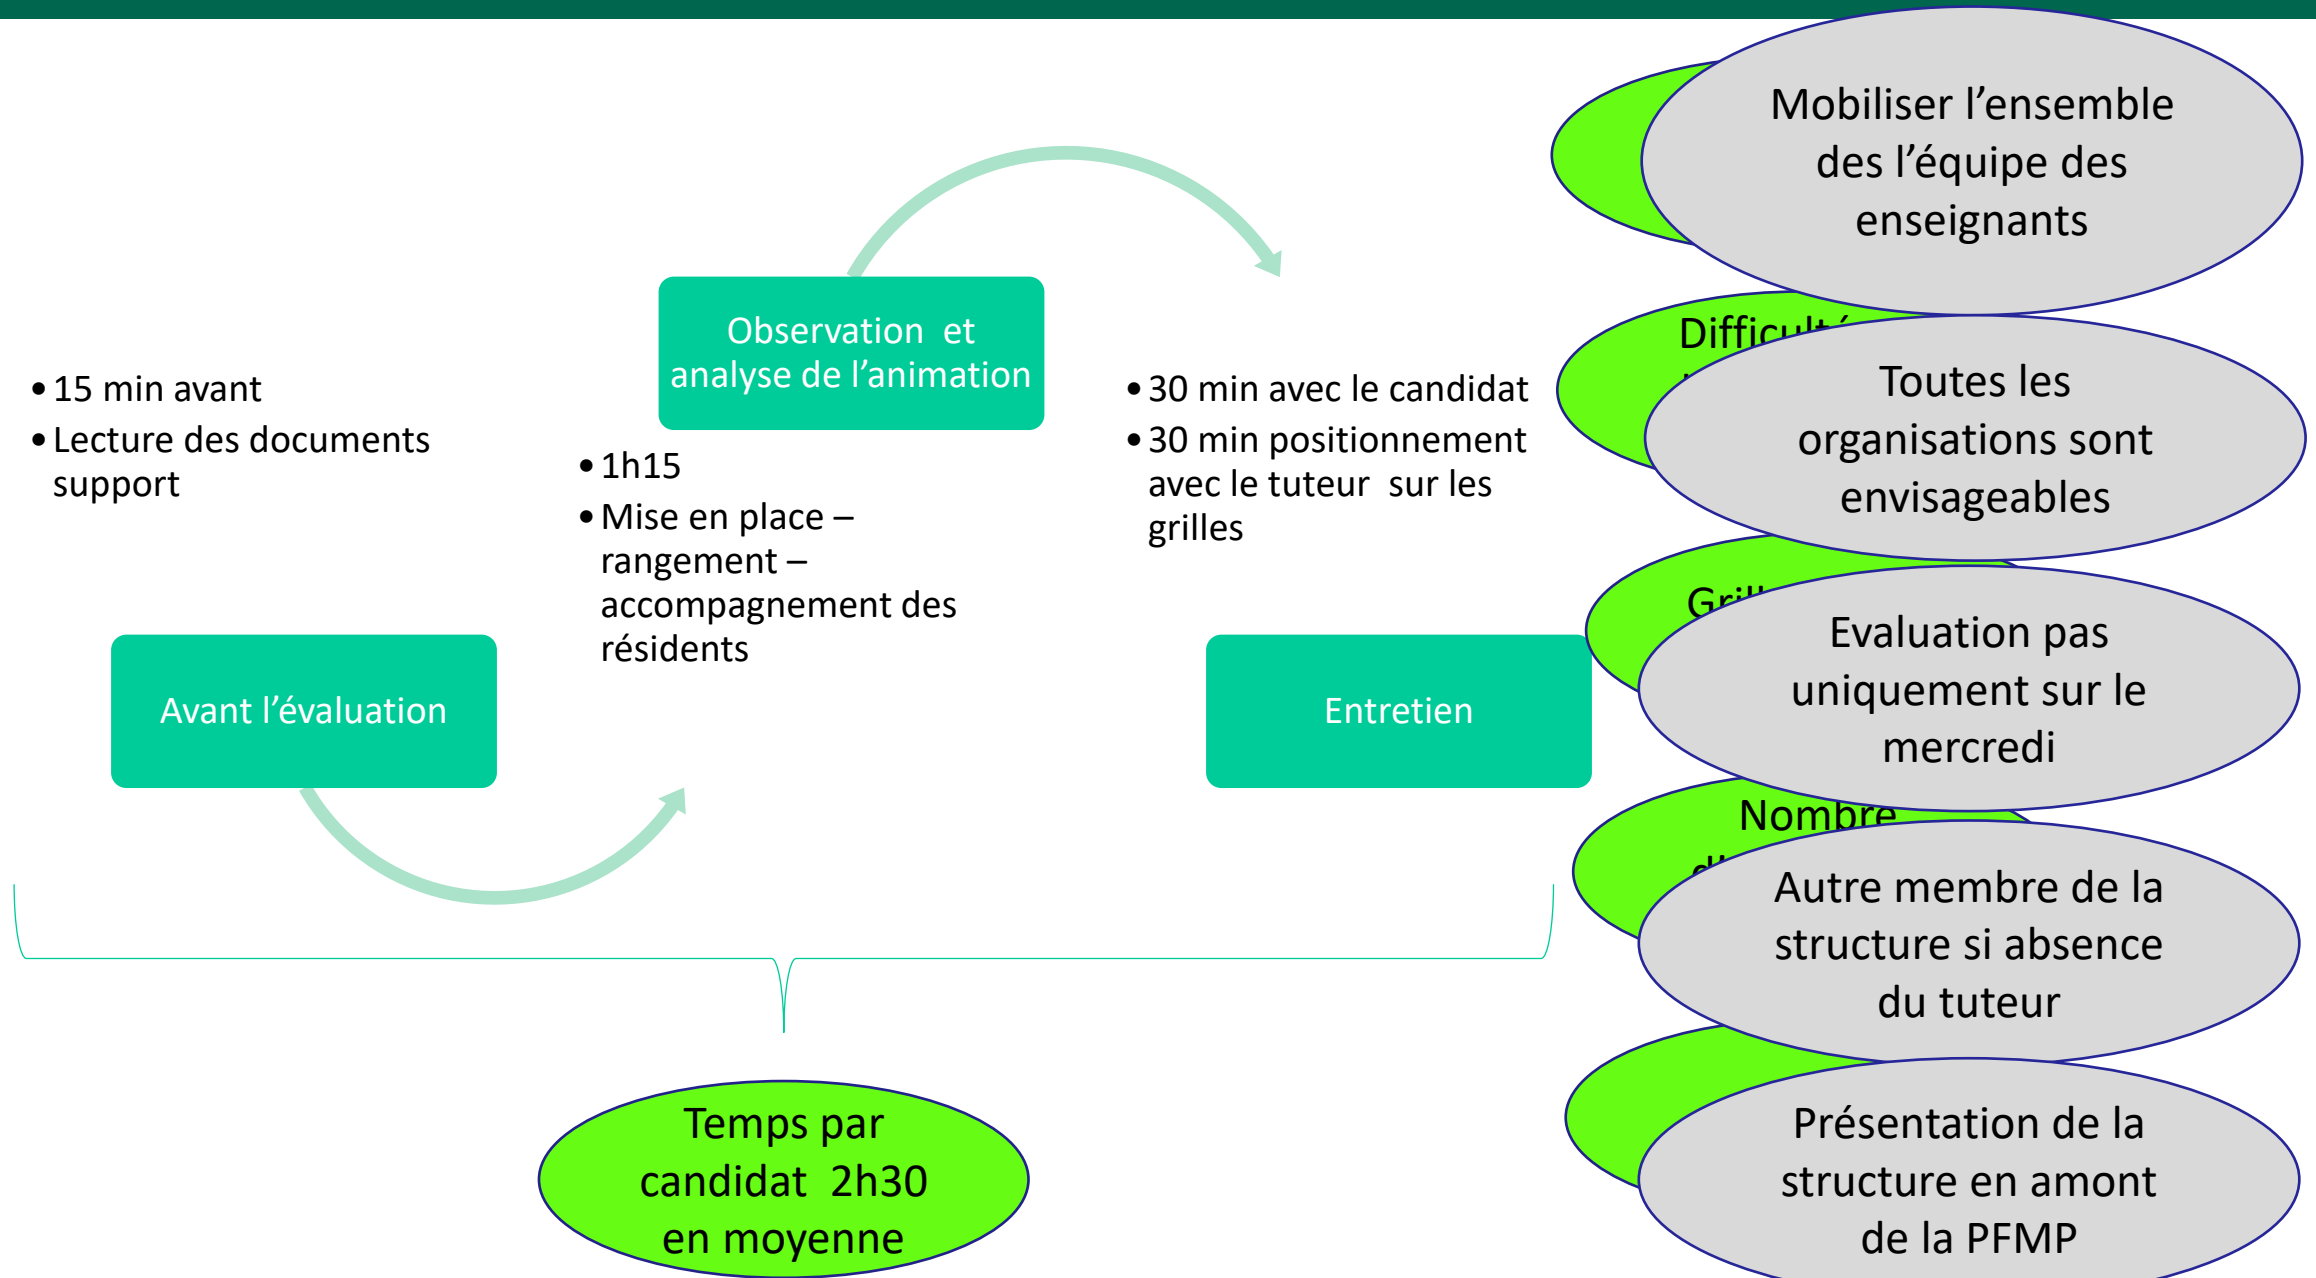 Avant l’évaluation
• 15 min avant
• Lecture des documents
support
Observation et
analyse de l’animation
• 1h15
• Mise en place –
rangement –
accompagnement des
résidents
Entretien
• 30 min avec le candidat
• 30 min positionnement
avec le tuteur sur les
grilles
Temps par
candidat 2h30
en moyenne
Mobiliser l’ensemble
des l’équipe des
enseignants
Toutes les
organisations sont
envisageables
Evaluation pas
uniquement sur le
mercredi
Nombre
Autre membre de la
structure si absence
du tuteur
Présentation de la
structure en amont
de la PFMP